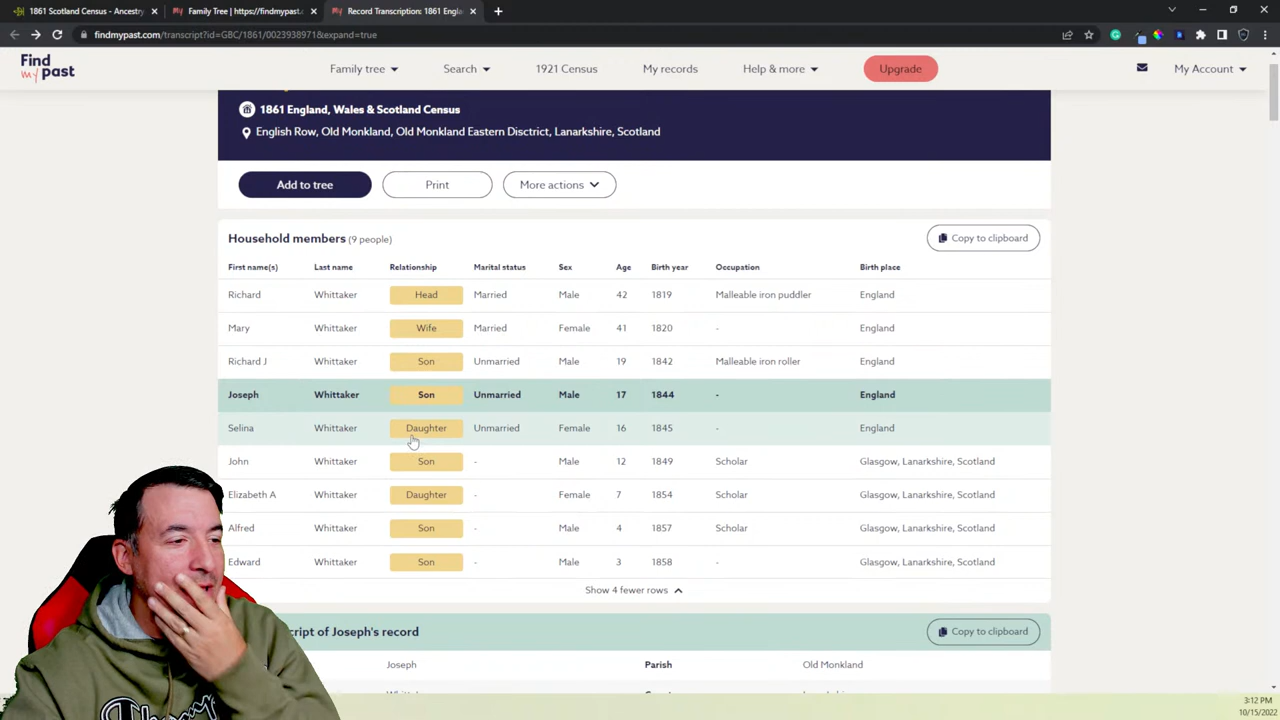 1861 Scotland Census - Ancestry
Family Tree | https://findmypast.c
Record Transcription: 1861 Engla
findmypast.com/transcript?id=GBC/1861/0023938971&expand=true
Find my past
Family tree
Search
1921 Census
My records
Help & more
Upgrade
My Account
1861 England, Wales & Scotland Census
English Row, Old Monkland, Old Monkland Eastern Disctrict, Lanarkshire, Scotland
Add to tree
Print
More actions
Household members (9 people)
Copy to clipboard
First name(s) Last name Relationship Marital status Sex Age Birth year Occupation Birth place
Richard Whittaker Head Married Male 42 1819 Malleable iron puddler England
Mary Whittaker Wife Married Female 41 1820 - England
Richard J Whittaker Son Unmarried Male 19 1842 Malleable iron roller England
Joseph Whittaker Son Unmarried Male 17 1844 - England
Selina Whittaker Daughter Unmarried Female 16 1845 - England
John Whittaker Son - Male 12 1849 Scholar Glasgow, Lanarkshire, Scotland
Elizabeth A Whittaker Daughter - Female 7 1854 Scholar Glasgow, Lanarkshire, Scotland
Alfred Whittaker Son - Male 4 1857 Scholar Glasgow, Lanarkshire, Scotland
Edward Whittaker Son - Male 3 1858 - Glasgow, Lanarkshire, Scotland
Show 4 fewer rows
cript of Joseph's record
Copy to clipboard
Joseph Parish Old Monkland
3:12 PM
10/15/2022